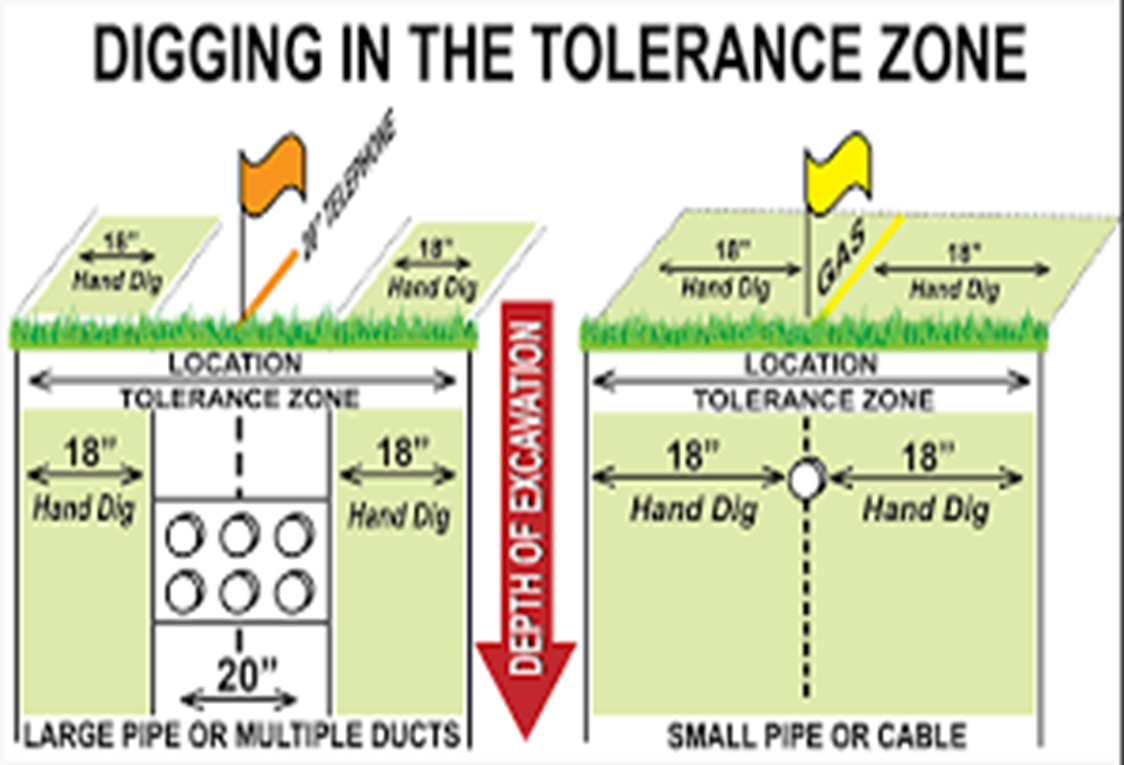 DIGGING IN THE TOLERANCE ZONE
20" TELEPHONE
18"
Hand Dig
18"
Hand Dig
LOCATION
TOLERANCE ZONE
18”
Hand Dig
18”
Hand Dig
20”
LARGE PIPE OR MULTIPLE DUCTS
DEPTH OF EXCAVATION
GAS
18"
Hand Dig
18"
Hand Dig
LOCATION
TOLERANCE ZONE
18”
Hand Dig
18”
Hand Dig
SMALL PIPE OR CABLE